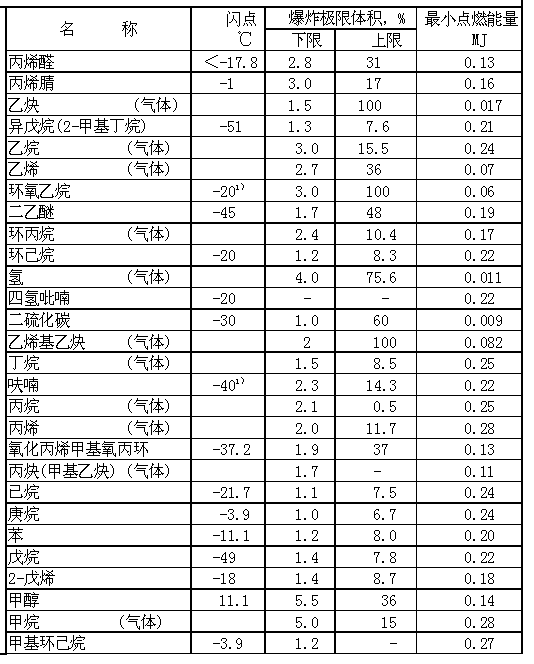 名 称 闪点 ℃ 爆炸极限体积, % 最小点燃能量 MJ
下限 上限
丙烯醛 <-17.8 2.8 31 0.13
丙烯腈 -1 3.0 17 0.16
乙炔 (气体) 1.5 100 0.017
异戊烷(2-甲基丁烷) -51 1.3 7.6 0.21
乙烷 (气体) 3.0 15.5 0.24
乙烯 (气体) 2.7 36 0.07
环氧乙烷 -20¹⁾ 3.0 100 0.06
二乙醚 -45 1.7 48 0.19
环丙烷 (气体) 2.4 10.4 0.17
环己烷 -20 1.2 8.3 0.22
氢 (气体) 4.0 75.6 0.011
四氢吡喃 -20 - - 0.22
二硫化碳 -30 1.0 60 0.009
乙烯基乙炔 (气体) 2 100 0.082
丁烷 (气体) 1.5 8.5 0.25
呋喃 -40¹⁾ 2.3 14.3 0.22
丙烷 (气体) 2.1 0.5 0.25
丙烯 (气体) 2.0 11.7 0.28
氧化丙烯甲基氧丙环 -37.2 1.9 37 0.13
丙炔(甲基乙炔) (气体) 1.7 - 0.11
己烷 -21.7 1.1 7.5 0.24
庚烷 -3.9 1.0 6.7 0.24
苯 -11.1 1.2 8.0 0.20
戊烷 -49 1.4 7.8 0.22
2-戊烯 -18 1.4 8.7 0.18
甲醇 11.1 5.5 36 0.14
甲烷 (气体) 5.0 15 0.28
甲基环己烷 -3.9 1.2 - 0.27